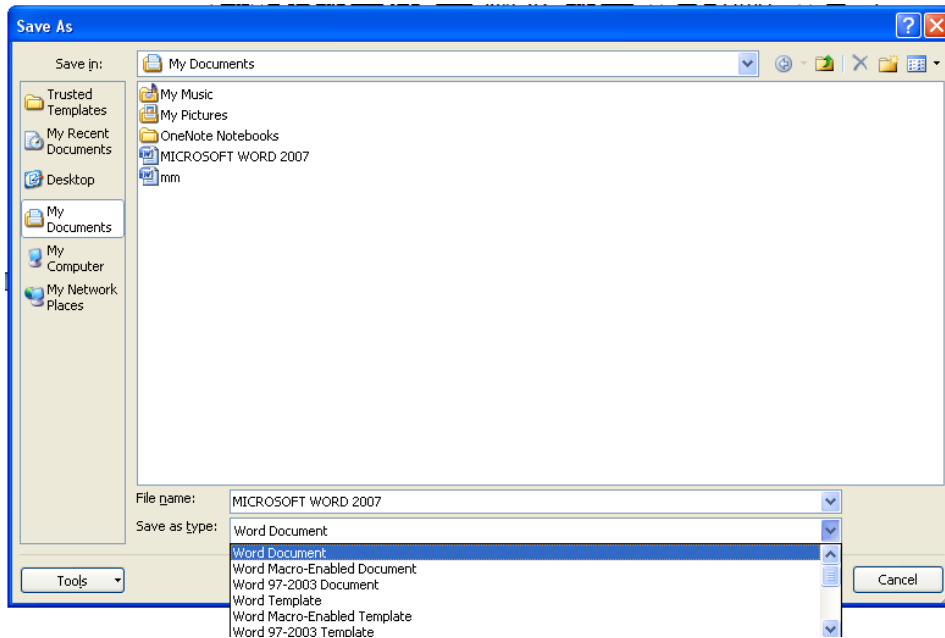 Save As
Save in:
My Documents
Trusted
Templates
My Recent
Documents
Desktop
My
Documents
My
Computer
My Network
Places
My Music
My Pictures
OneNote Notebooks
MICROSOFT WORD 2007
mm
File name:
MICROSOFT WORD 2007
Save as type:
Word Document
Word Document
Word Macro-Enabled Document
Word 97-2003 Document
Word Template
Word Macro-Enabled Template
Word 97-2003 Template
Tools
Cancel